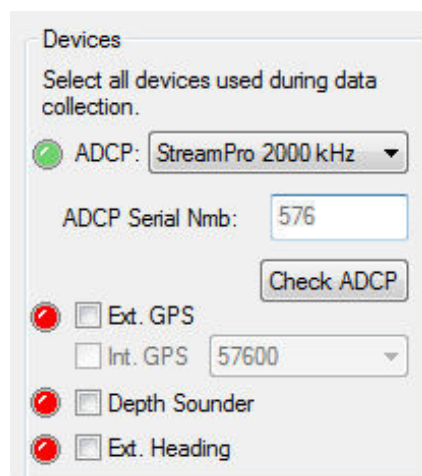 Devices
Select all devices used during data
collection.
ADCP: StreamPro 2000 kHz
ADCP Serial Nmb: 576
Check ADCP
Ext. GPS
Int. GPS 57600
Depth Sounder
Ext. Heading